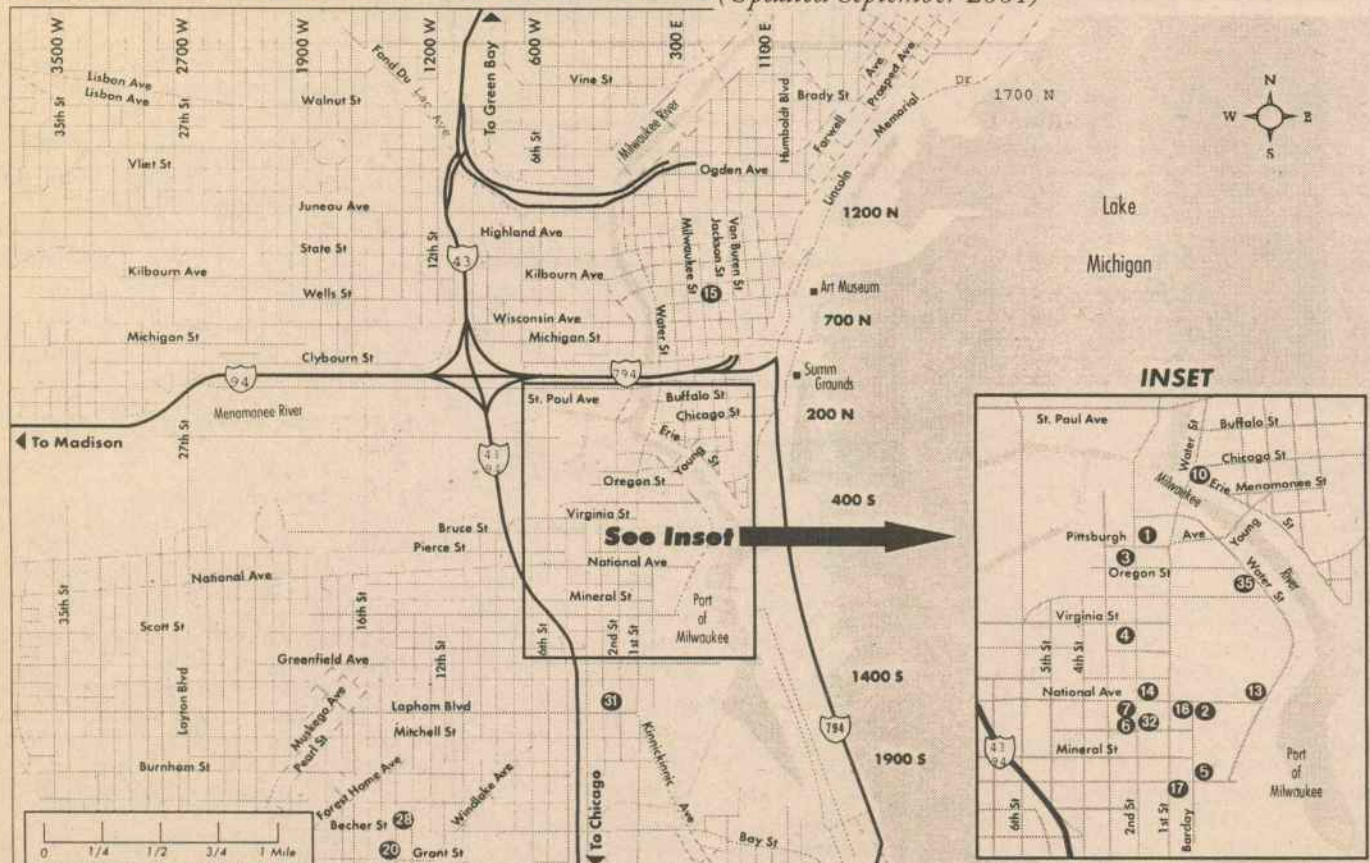 (Updated September 2001)
3500 W
2700 W
1900 W
1200 W
To Green Bay
600 W
300 E
1100 E
Lisbon Ave
Lisbon Ave
35th St
27th St
Walnut St
Fond Du Lac Ave
Vine St
6th St
Milwaukee River
Humboldt Blvd
Brady St
Farwell Ave
Prospect Ave
Lincoln Memorial Dr
1700 N
N
W E
S
Vliet St
Ogden Ave
Juneau Ave
1200 N
Lake
Michigan
State St
12th St
43
Highland Ave
Milwaukee St
Jackson St
Van Buren St
Kilbourn Ave
Kilbourn Ave
Wells St
15
Art Museum
Wisconsin Ave
Water St
700 N
Michigan St
Michigan St
Clybourn St
94
794
Summ
Grounds
Menomonee River
St. Paul Ave
Buffalo St
Chicago St
200 N
To Madison
27th St
43
94
Erie
Young St
Oregon St
400 S
Virginia St
Bruce St
See Inset
Pierce St
National Ave
National Ave
35th St
Scott St
16th St
Mineral St
Port
of
Milwaukee
6th St
2nd St
1st St
Greenfield Ave
12th St
1400 S
Layton Blvd
Muskego Ave
Pearl St
Lapham Blvd
31
Mitchell St
794
Kinnickinnic Ave
1900 S
Burnham St
Forest Home Ave
Windlake Ave
To Chicago
Becher St
28
20
Grant St
Bay St
0 1/4 1/2 3/4 1 Mile
INSET
St. Paul Ave
Water St
Buffalo St
Chicago St
10
Milwaukee River
Erie
Menomonee St
Pittsburgh Ave
1
Young St
3
Oregon St
Water St
35
Virginia St
4
5th St
4th St
National Ave
14
13
7
18
2
6
32
Mineral St
43
94
5
17
Port
of
Milwaukee
6th St
2nd St
1st St
Barclay